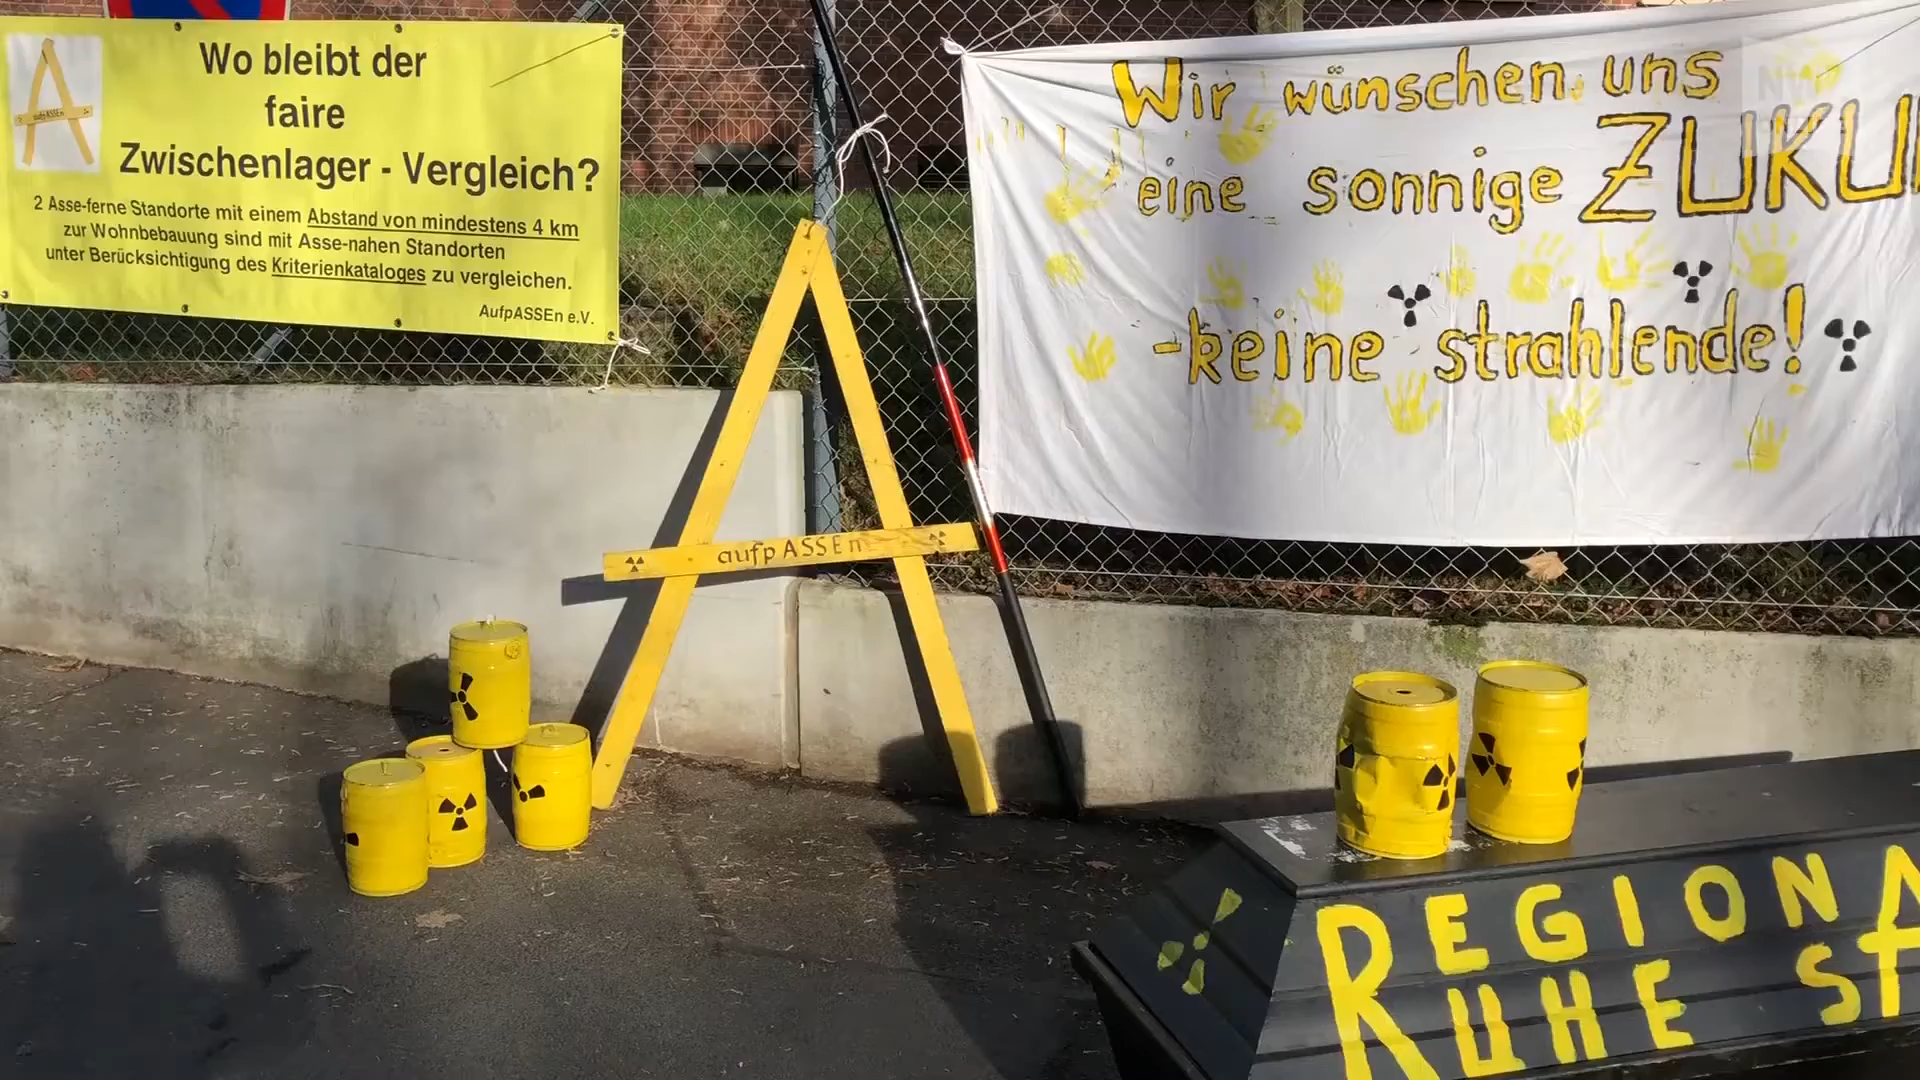 Wo bleibt der
faire
Zwischenlager - Vergleich?
2 Asse-ferne Standorte mit einem Abstand von mindestens 4 km
zur Wohnbebauung sind mit Asse-nahen Standorten
unter Berücksichtigung des Kriterienkataloges zu vergleichen.
AufpASSEn e.V.
aufpASSEn
Wir wünschen uns
eine sonnige ZUKU
-keine strahlende!
aufpASSEn
REGIONA
RUHE SA